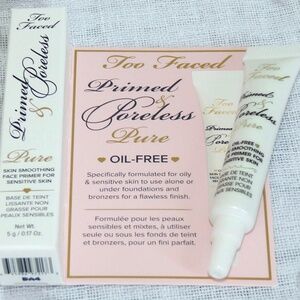 Too Faced
Primed
&
Poreless
Pure
SKIN SMOOTHING
FACE PRIMER FOR
SENSITIVE SKIN
BASE DE TEINT
LISSANTE NON
GRASSE POUR
PEAUX SENSIBLES
Net Wt.
5 g / 0.17 Oz.
Too Faced
Primed
&
Poreless
Pure
OIL-FREE
Specifically formulated for oily
& sensitive skin to use alone or
under foundations and
bronzers for a flawless finish.
Formulée pour les peaux
sensibles et mixtes, à utiliser
seule ou sous les fonds de teint
et bronzers, pour un fini parfait.
Too Faced
Primed
&
Poreless
Pure